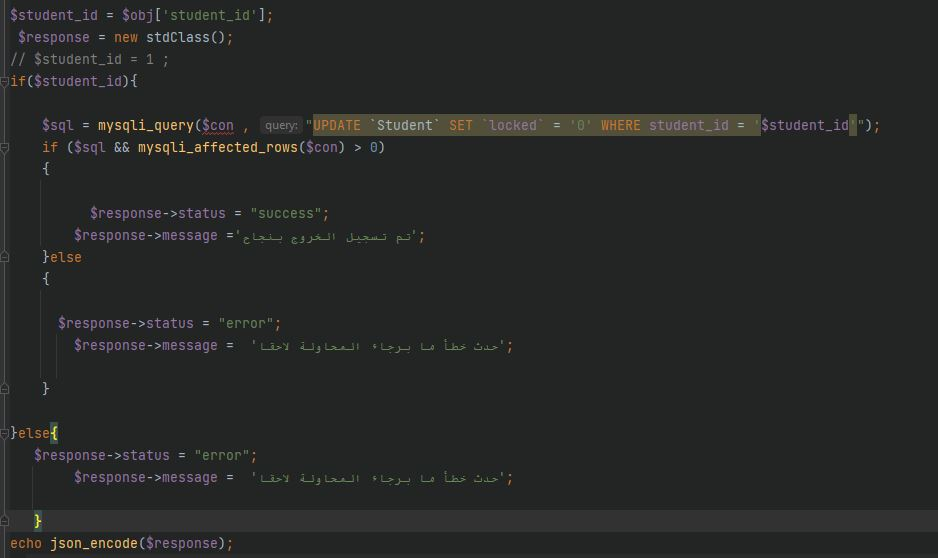 $student_id = $obj['student_id'];
$response = new stdClass();
// $student_id = 1 ;
if($student_id){
$sql = mysqli_query($con , query: "UPDATE `Student` SET `locked` = '0' WHERE student_id = '$student_id'");
if ($sql && mysqli_affected_rows($con) > 0)
{
$response->status = "success";
$response->message ='تم تسجيل الخروج بنجاح';
}else
{
$response->status = "error";
$response->message = 'حدث خطأ ما برجاء المحاولة لاحقا';
}
}else{
$response->status = "error";
$response->message = 'حدث خطأ ما برجاء المحاولة لاحقا';
}
echo json_encode($response);